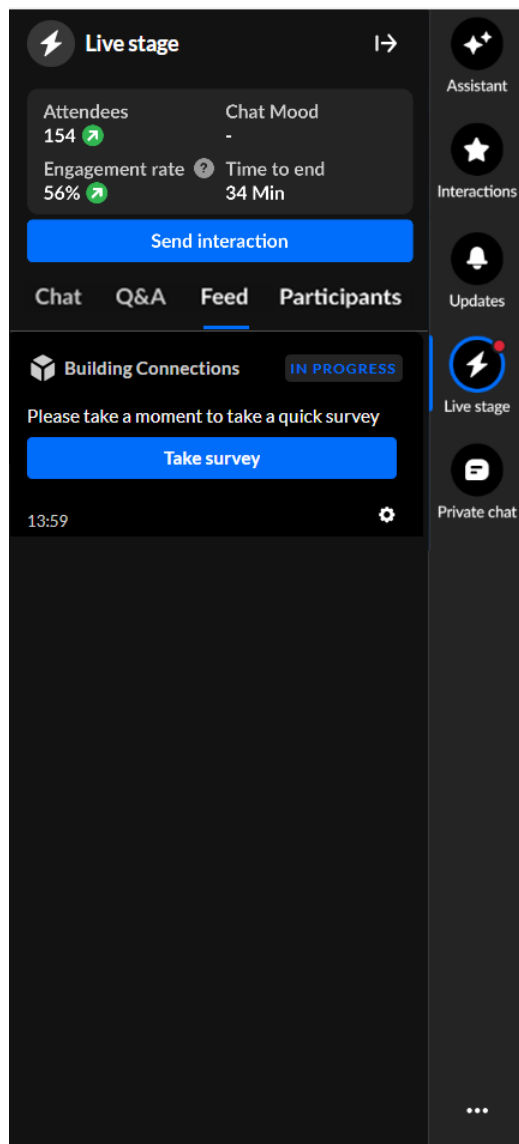 Live stage
Attendees
154
Chat Mood
-
Engagement rate ?
56%
Time to end
34 Min
Send interaction
Chat Q&A Feed Participants
Building Connections IN PROGRESS
Please take a moment to take a quick survey
Take survey
13:59
Assistant
Interactions
Updates
Live stage
Private chat